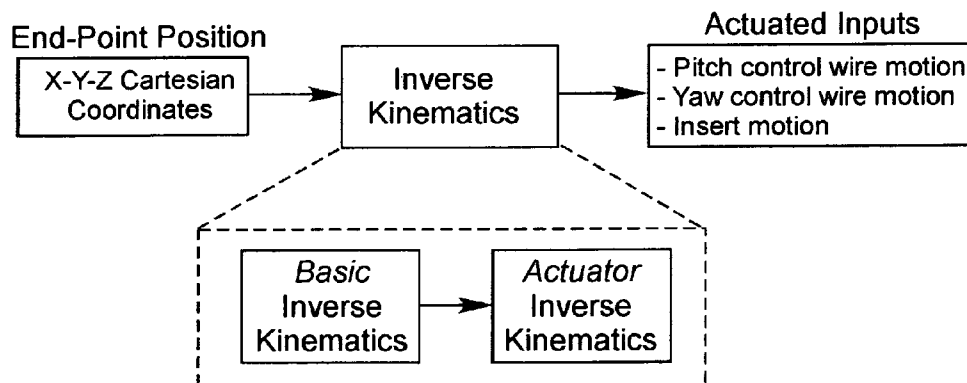 End-Point Position
X-Y-Z Cartesian
Coordinates
Inverse
Kinematics
Actuated Inputs
- Pitch control wire motion
- Yaw control wire motion
- Insert motion
Basic
Inverse
Kinematics
Actuator
Inverse
Kinematics